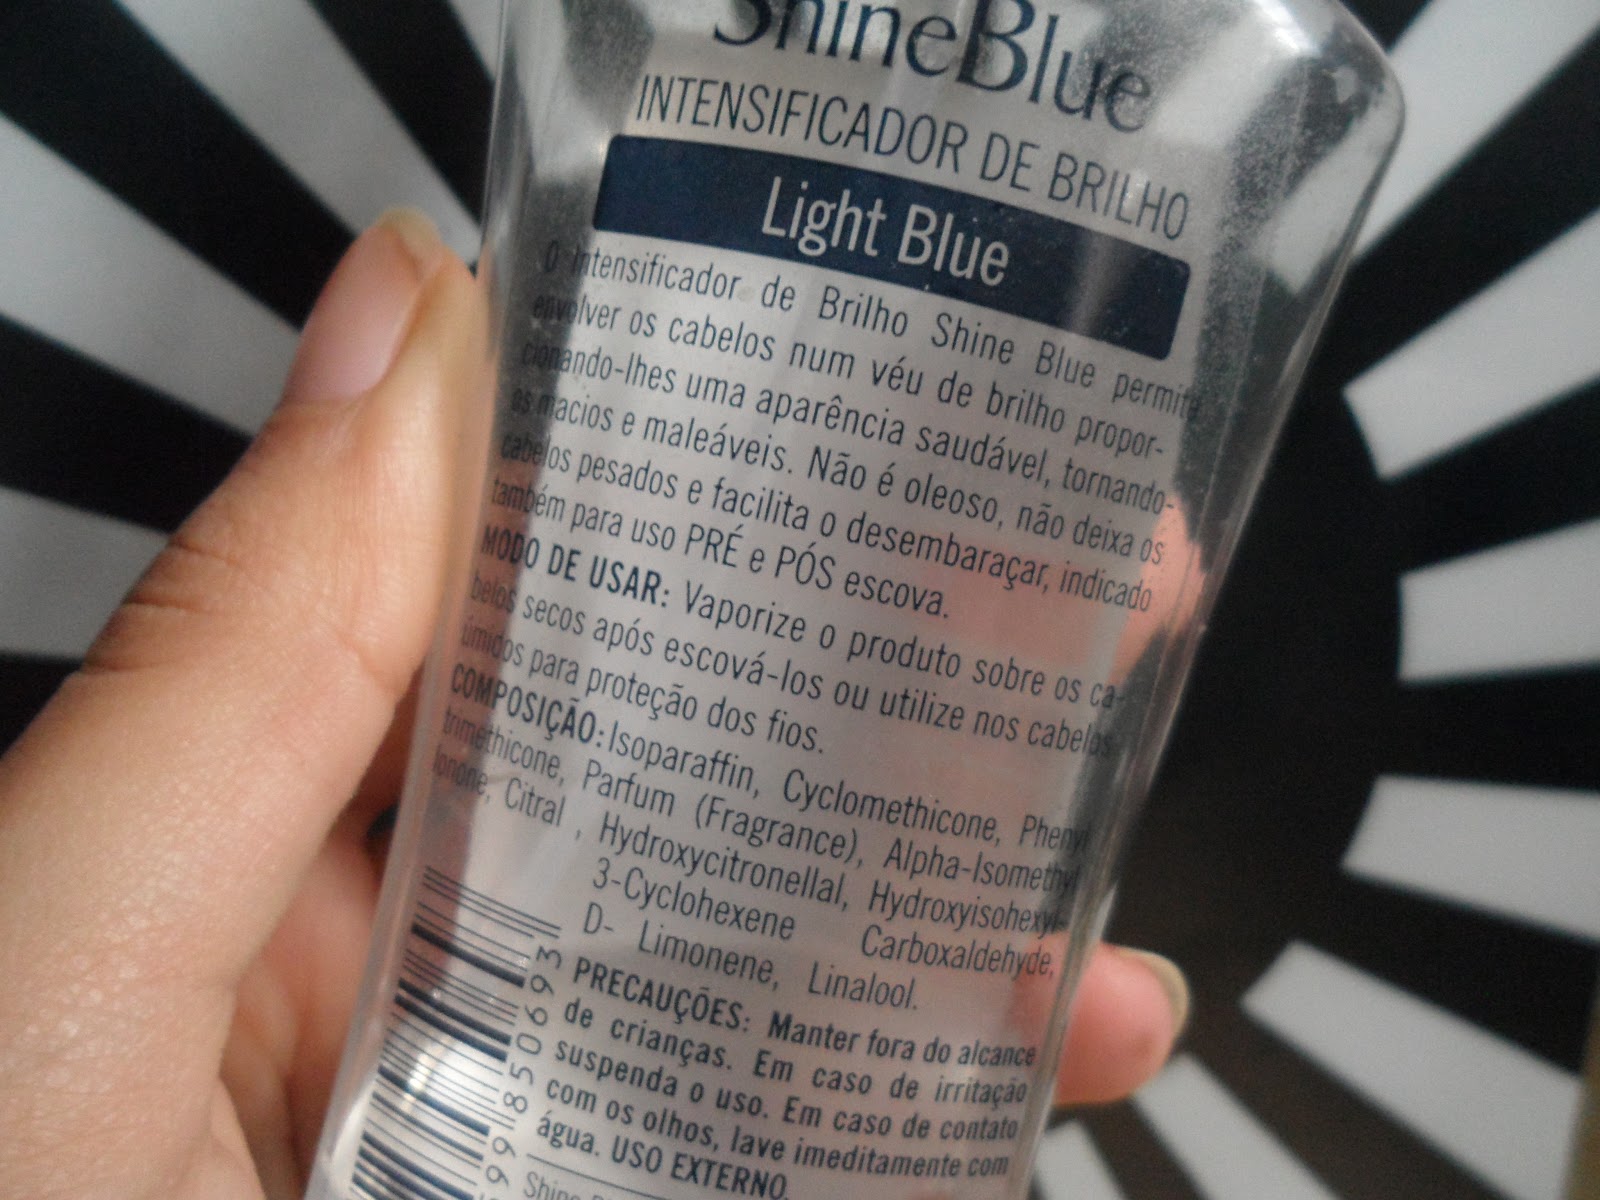 ShineBlue
INTENSIFICADOR DE BRILHO
Light Blue
O Intensificador de Brilho Shine Blue permite
envolver os cabelos num véu de brilho propor-
cionando-lhes uma aparência saudável, tornando-
os macios e maleáveis. Não é oleoso, não deixa os
cabelos pesados e facilita o desembaraçar, indicado
também para uso PRÉ e PÓS escova.
MODO DE USAR: Vaporize o produto sobre os ca-
belos secos após escová-los ou utilize nos cabelos
úmidos para proteção dos fios.
COMPOSIÇÃO: Isoparaffin, Cyclomethicone, Phenyl
trimethicone, Parfum (Fragrance), Alpha-Isomethyl
Ionone, Citral , Hydroxycitronellal, Hydroxyisohexyl-
3-Cyclohexene Carboxaldehyde,
D- Limonene, Linalool.
PRECAUÇÕES: Manter fora do alcance
de crianças. Em caso de irritação
suspenda o uso. Em caso de contato
com os olhos, lave imeditamente com
água. USO EXTERNO.
Shine